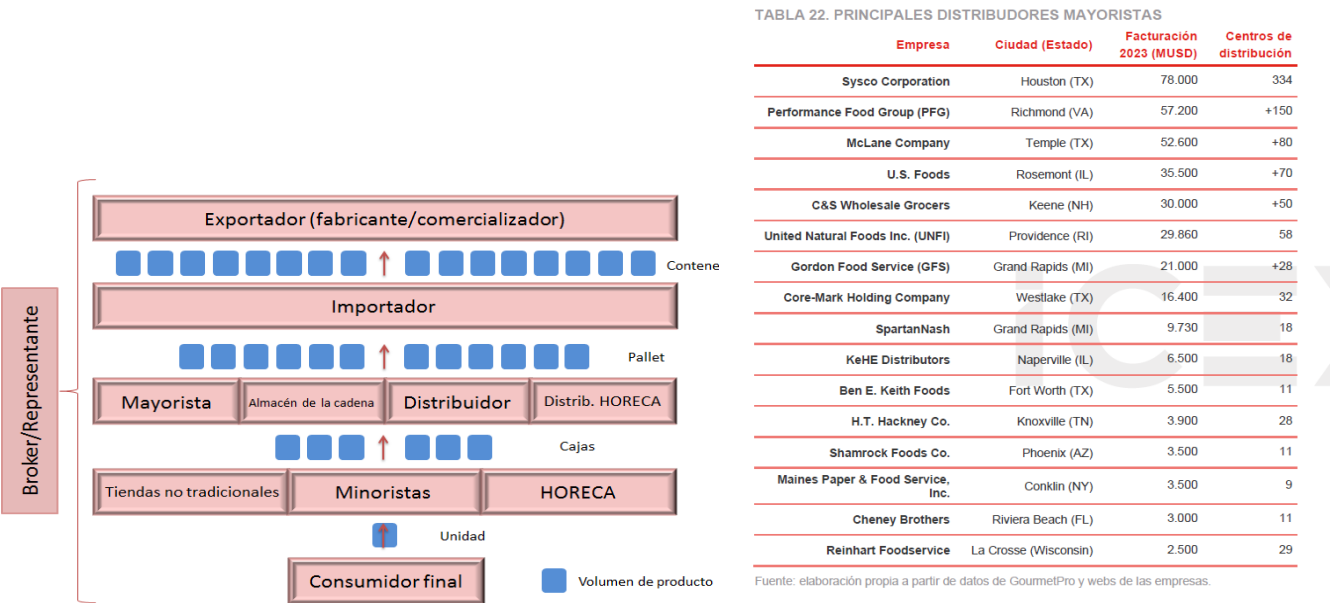 Broker/Representante
Exportador (fabricante/comercializador)
Contene
Importador
Pallet
Mayorista
Almacén de la cadena
Distribuidor
Distrib. HORECA
Cajas
Tiendas no tradicionales
Minoristas
HORECA
Unidad
Consumidor final
Volumen de producto
TABLA 22. PRINCIPALES DISTRIBUIDORES MAYORISTAS
Empresa Ciudad (Estado) Facturación 2023 (MUSD) Centros de distribución
Sysco Corporation Houston (TX) 78.000 334
Performance Food Group (PFG) Richmond (VA) 57.200 +150
McLane Company Temple (TX) 52.600 +80
U.S. Foods Rosemont (IL) 35.500 +70
C&S Wholesale Grocers Keene (NH) 30.000 +50
United Natural Foods Inc. (UNFI) Providence (RI) 29.860 58
Gordon Food Service (GFS) Grand Rapids (MI) 21.000 +28
Core-Mark Holding Company Westlake (TX) 16.400 32
SpartanNash Grand Rapids (MI) 9.730 18
KeHE Distributors Naperville (IL) 6.500 18
Ben E. Keith Foods Fort Worth (TX) 5.500 11
H.T. Hackney Co. Knoxville (TN) 3.900 28
Shamrock Foods Co. Phoenix (AZ) 3.500 11
Maines Paper & Food Service, Inc. Conklin (NY) 3.500 9
Cheney Brothers Riviera Beach (FL) 3.000 11
Reinhart Foodservice La Crosse (Wisconsin) 2.500 29
Fuente: elaboración propia a partir de datos de GourmetPro y webs de las empresas.
iCEX